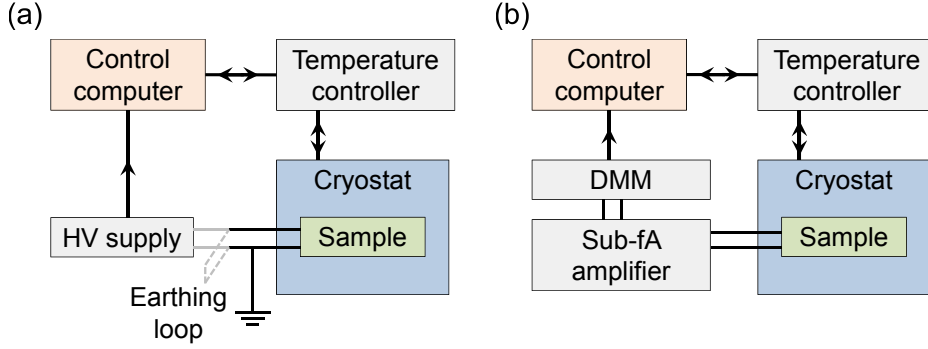 (a)
Control
computer
Temperature
controller
Cryostat
HV supply
Sample
Earthing
loop
(b)
Control
computer
Temperature
controller
DMM
Cryostat
Sub-fA
amplifier
Sample